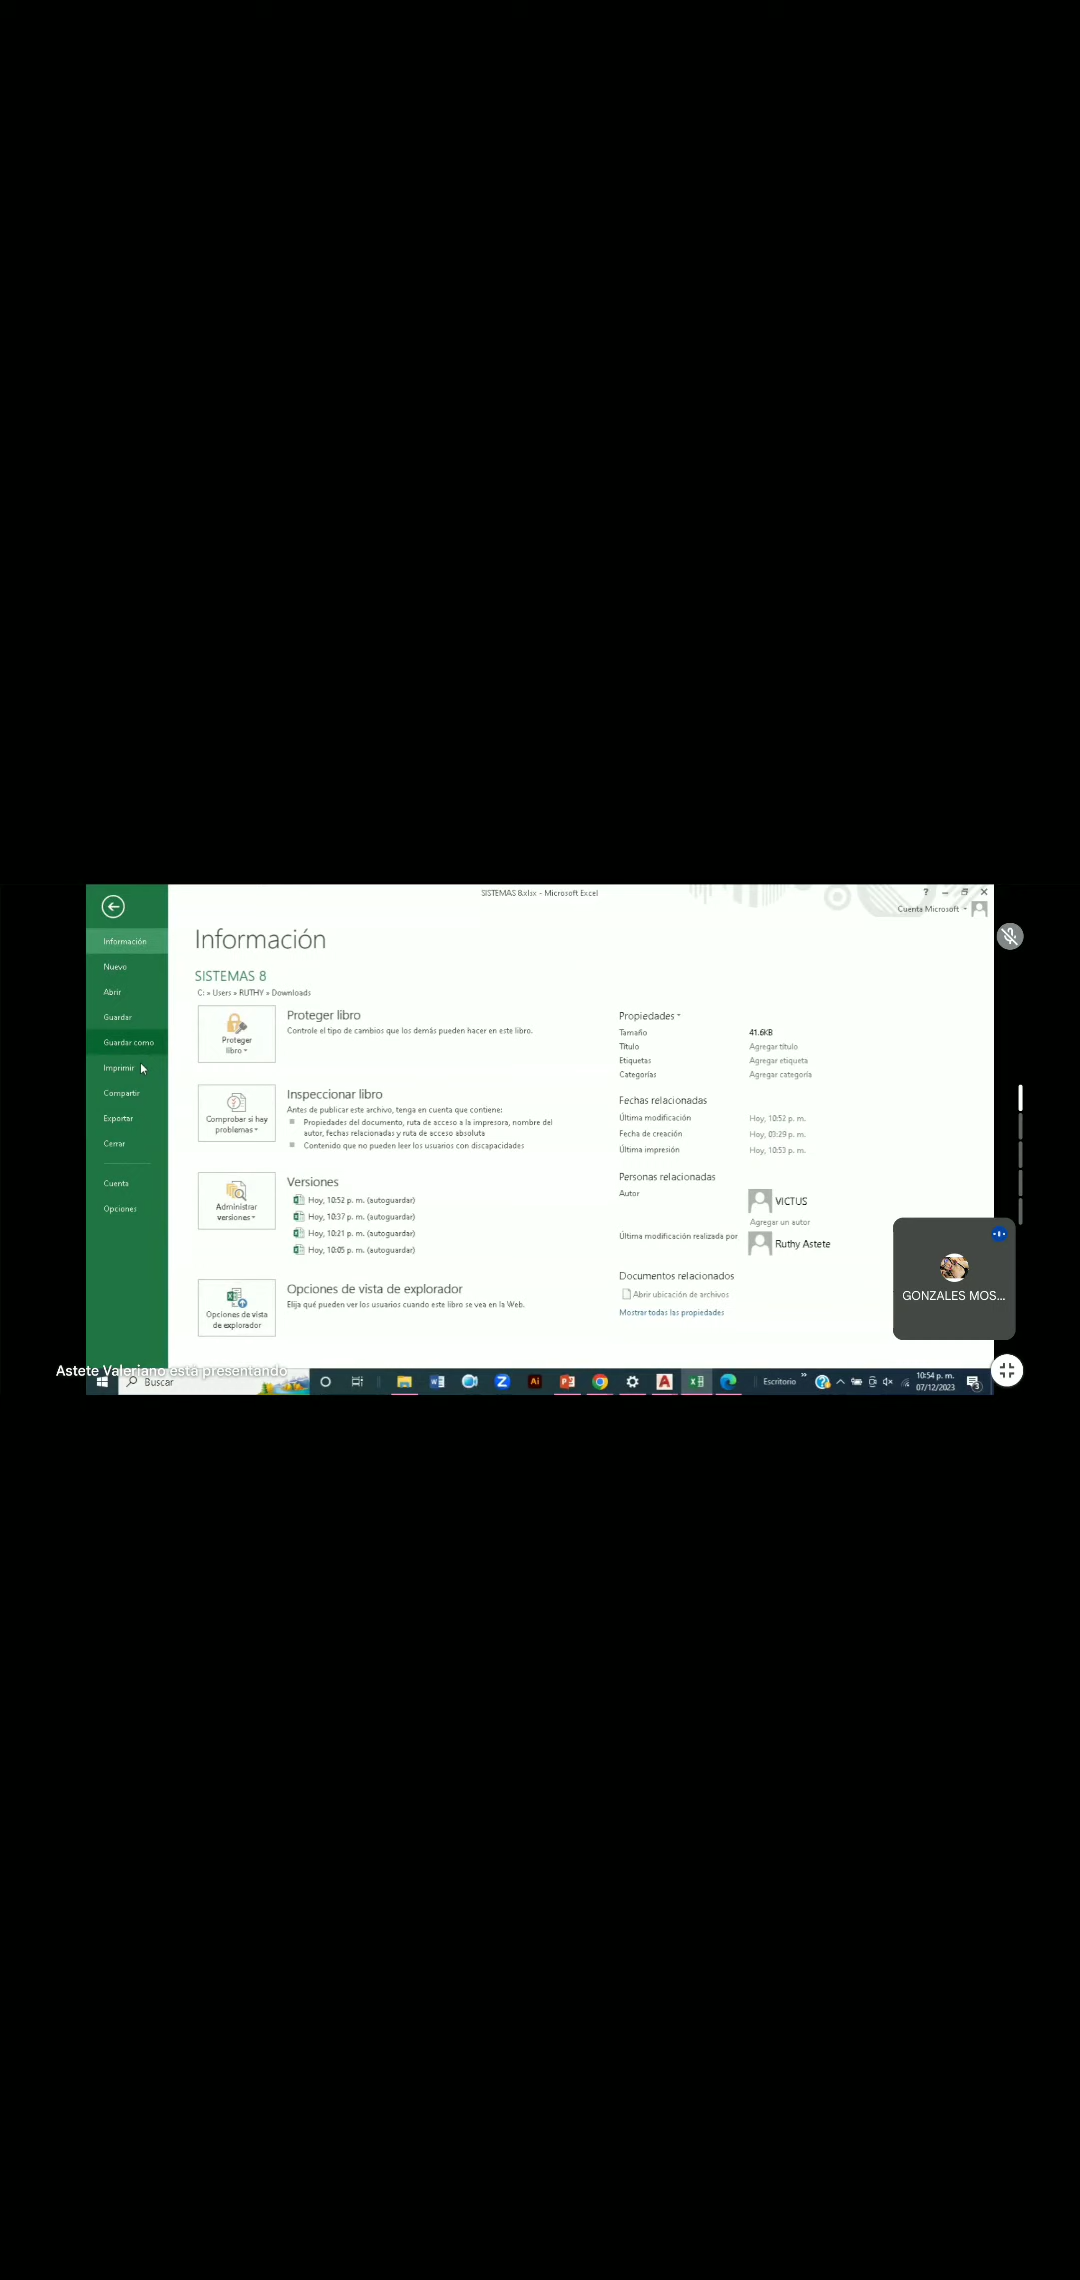 SISTEMAS 8.xlsx - Microsoft Excel
?
Cuenta Microsoft
Información
Nuevo
Abrir
Guardar
Guardar como
Imprimir
Compartir
Exportar
Cerrar
Cuenta
Opciones
Información
SISTEMAS 8
C: » Users » RUTHY » Downloads
Proteger
libro
Proteger libro
Controle el tipo de cambios que los demás pueden hacer en este libro.
Comprobar si hay
problemas
Inspeccionar libro
Antes de publicar este archivo, tenga en cuenta que contiene:
Propiedades del documento, ruta de acceso a la impresora, nombre del
autor, fechas relacionadas y ruta de acceso absoluta
Contenido que no pueden leer los usuarios con discapacidades
Administrar
versiones
Versiones
Hoy, 10:52 p. m. (autoguardar)
Hoy, 10:37 p. m. (autoguardar)
Hoy, 10:21 p. m. (autoguardar)
Hoy, 10:05 p. m. (autoguardar)
Opciones de vista
de explorador
Opciones de vista de explorador
Elija qué pueden ver los usuarios cuando este libro se vea en la Web.
Propiedades
Tamaño 41.6KB
Título Agregar título
Etiquetas Agregar etiqueta
Categorías Agregar categoría
Fechas relacionadas
Última modificación Hoy, 10:52 p. m.
Fecha de creación Hoy, 03:29 p. m.
Última impresión Hoy, 10:53 p. m.
Personas relacionadas
Autor VICTUS
Agregar un autor
Última modificación realizada por Ruthy Astete
Documentos relacionados
Abrir ubicación de archivos
Mostrar todas las propiedades
GONZALES MOS...
Astete Valeriano está presentando
Buscar
Escritorio
10:54 p. m.
07/12/2023
3